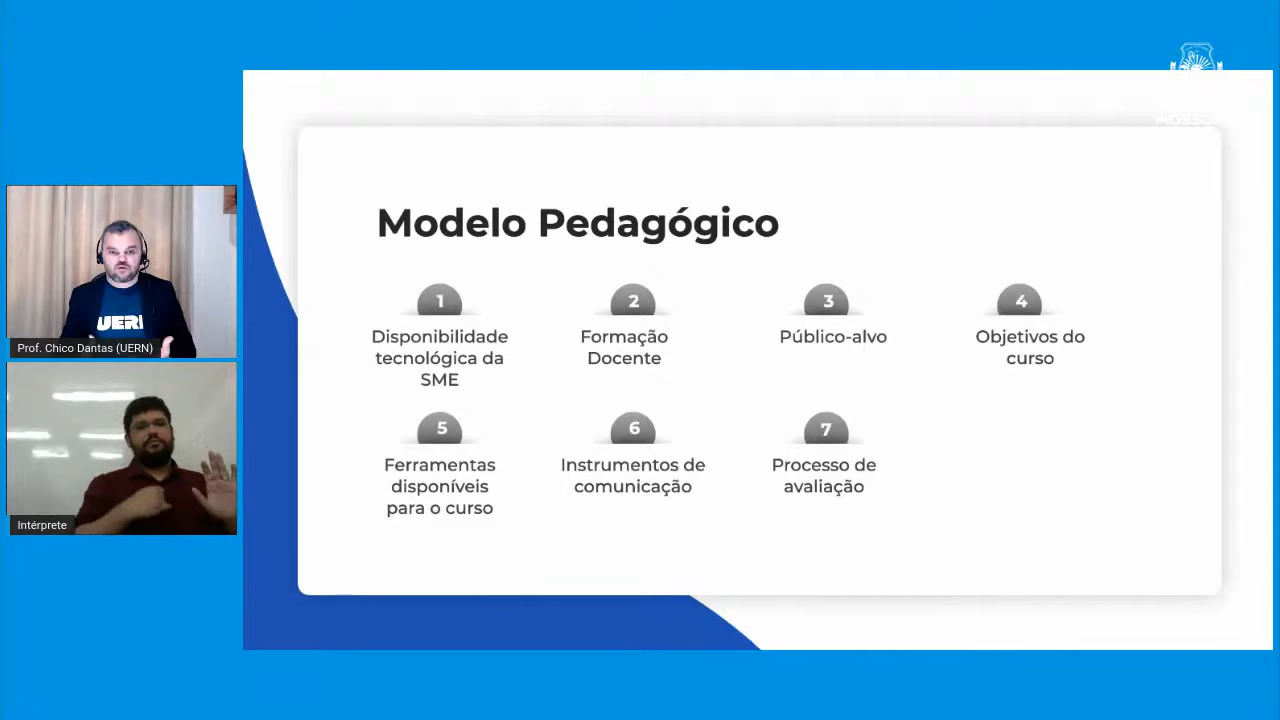 Modelo Pedagógico
1
Disponibilidade
tecnológica da
SME
2
Formação
Docente
3
Público-alvo
4
Objetivos do
curso
5
Ferramentas
disponíveis
para o curso
6
Instrumentos de
comunicação
7
Processo de
avaliação
UERN
Prof. Chico Dantas (UERN)
Intérprete